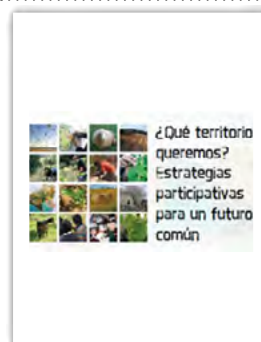 ¿Qué territorio
queremos?
Estrategias
participativas
para un futuro
común